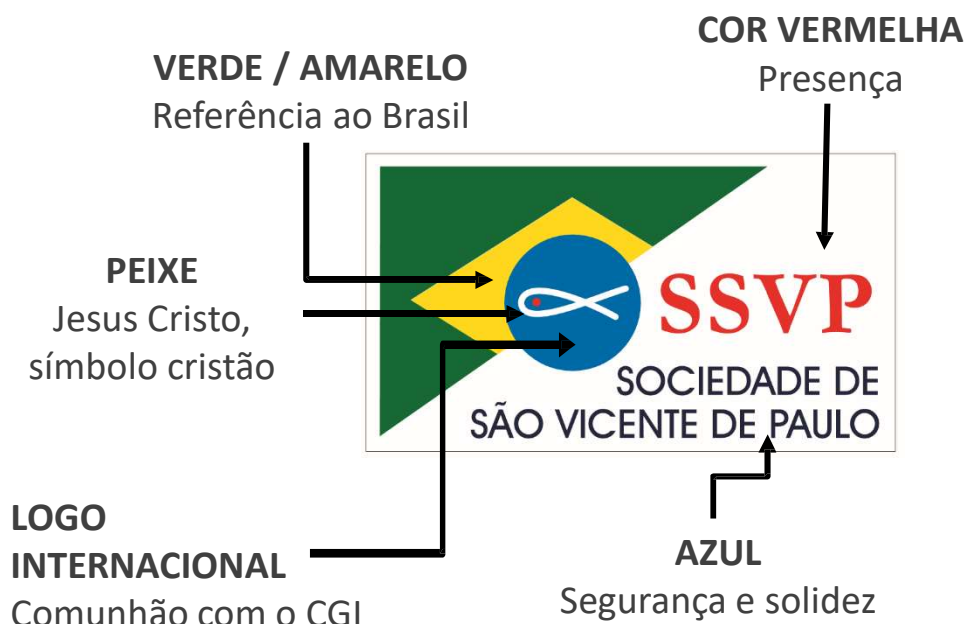 COR VERMELHA
Presença
VERDE / AMARELO
Referência ao Brasil
PEIXE
Jesus Cristo,
símbolo cristão
SSVP
SOCIEDADE DE
SÃO VICENTE DE PAULO
LOGO
INTERNACIONAL
Comunhão com o CGI
AZUL
Segurança e solidez